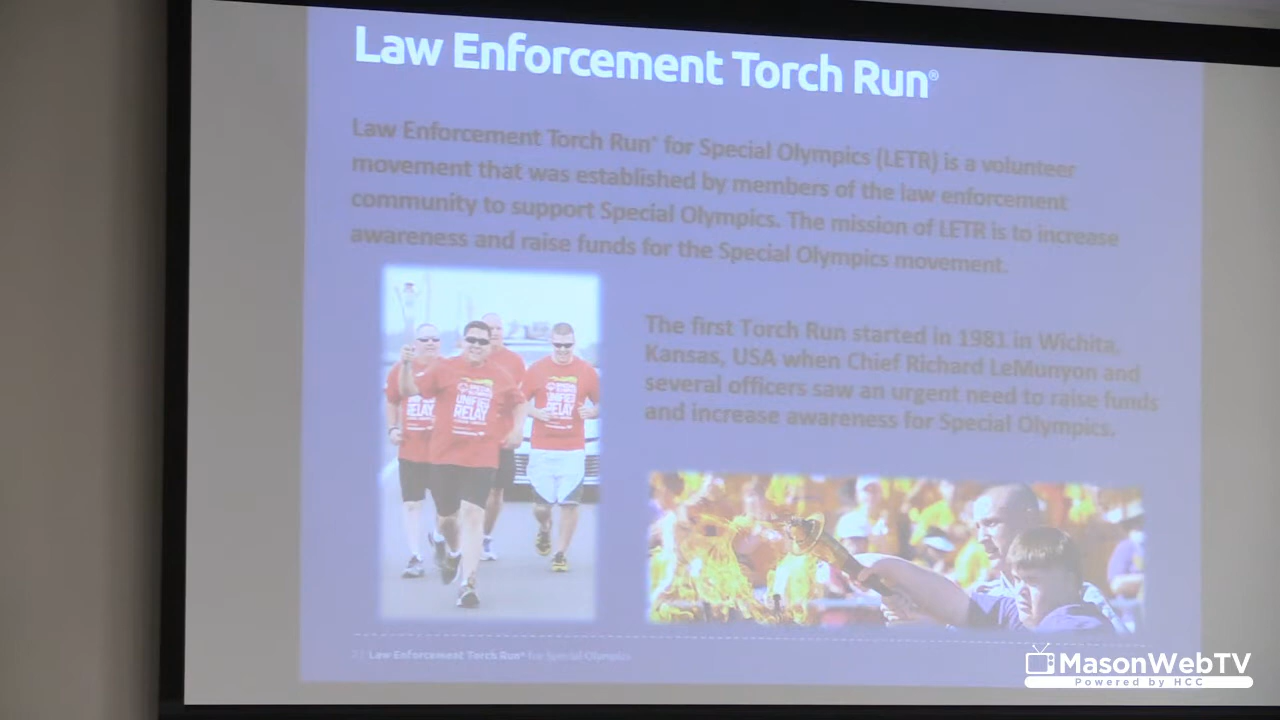 Law Enforcement Torch Run®
Law Enforcement Torch Run® for Special Olympics (LETR) is a volunteer
movement that was established by members of the law enforcement
community to support Special Olympics. The mission of LETR is to increase
awareness and raise funds for the Special Olympics movement.
The first Torch Run started in 1981 in Wichita,
Kansas, USA when Chief Richard LeMunyon and
several officers saw an urgent need to raise funds
and increase awareness for Special Olympics.
UNIFIED
RELAY
UNIFIED
RELAY
Law Enforcement Torch Run® for Special Olympics
MasonWebTV
Powered by HCC